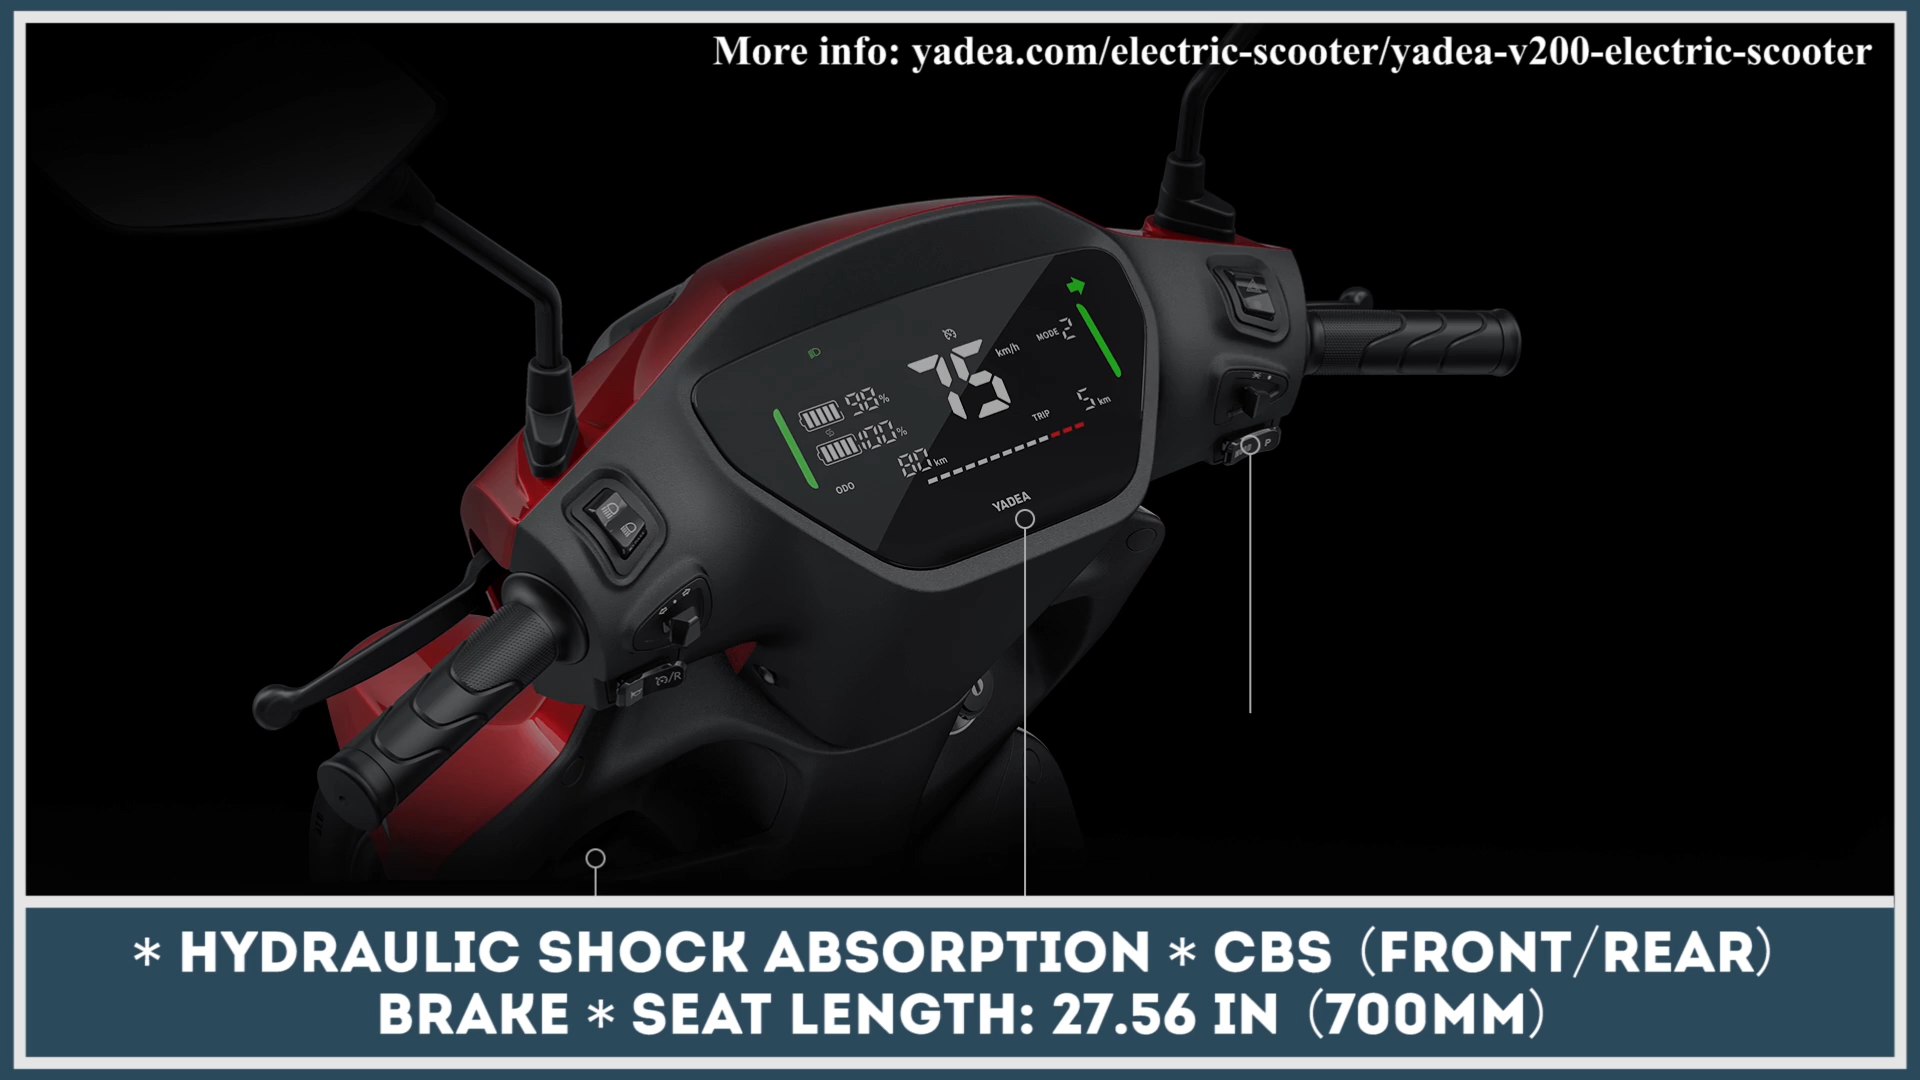 More info: yadea.com/electric-scooter/yadea-v200-electric-scooter
MODE 2
75 km/h
98%
100%
TRIP 5 km
80 km
ODO
YADEA
P
/R
* HYDRAULIC SHOCK ABSORPTION * CBS (FRONT/REAR)
BRAKE * SEAT LENGTH: 27.56 IN (700MM)